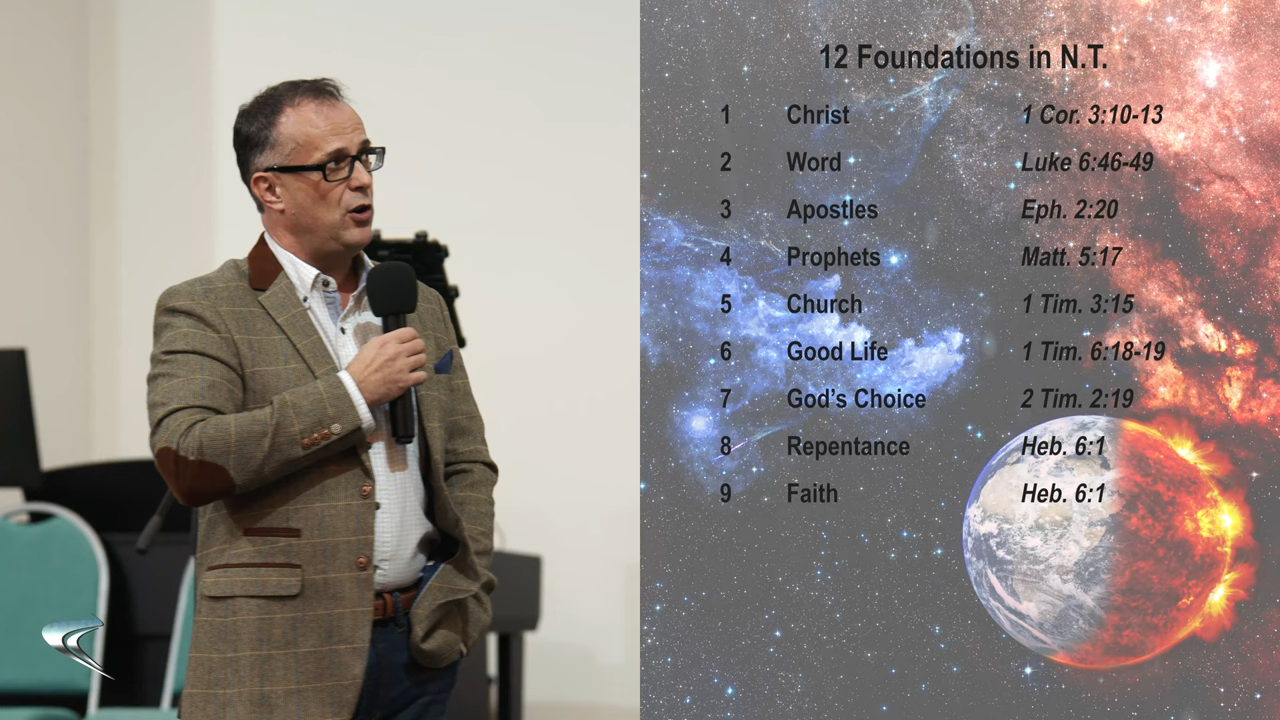 12 Foundations in N.T.
1 Christ 1 Cor. 3:10-13
2 Word Luke 6:46-49
3 Apostles Eph. 2:20
4 Prophets Matt. 5:17
5 Church 1 Tim. 3:15
6 Good Life 1 Tim. 6:18-19
7 God’s Choice 2 Tim. 2:19
8 Repentance Heb. 6:1
9 Faith Heb. 6:1